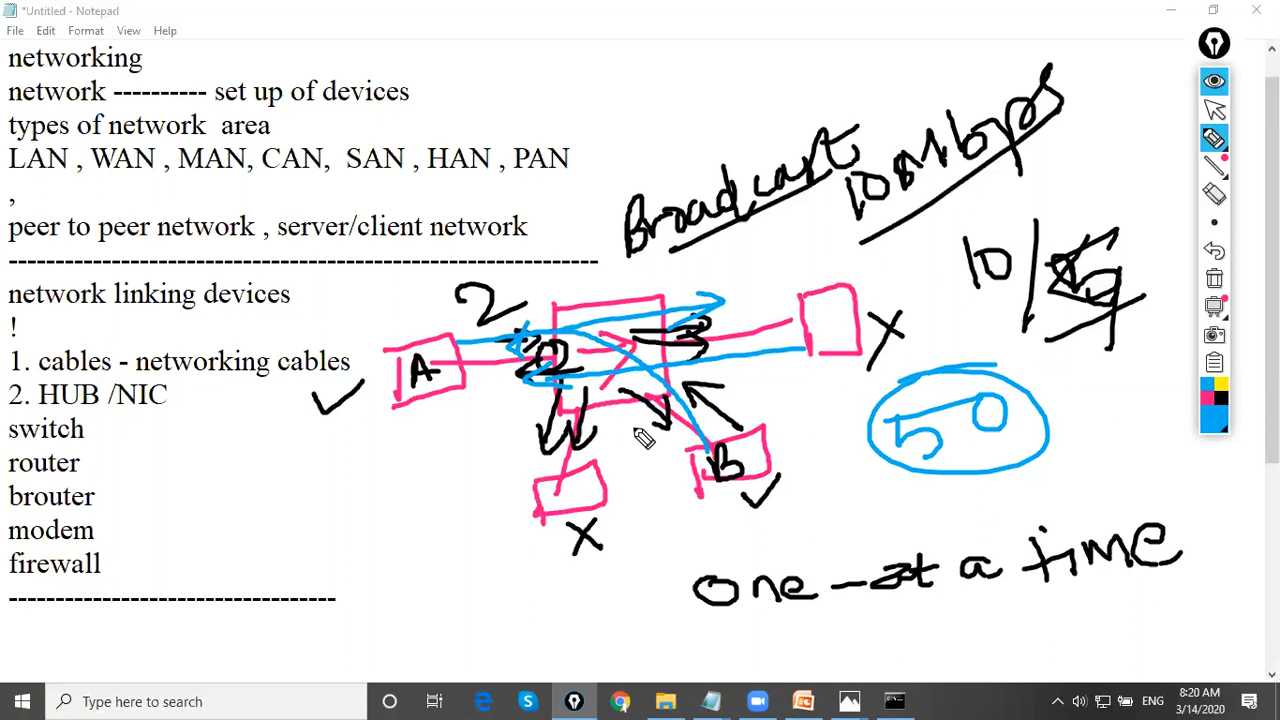 *Untitled - Notepad
File Edit Format View Help
networking
network ---------- set up of devices
types of network area
LAN , WAN , MAN, CAN, SAN , HAN , PAN
,
peer to peer network , server/client network
---------------------------------------------------------------
network linking devices
!
1. cables - networking cables
2. HUB /NIC
switch
router
brouter
modem
firewall
-----------------------------------
Broadcast
10 Mbps
10/
2
A
X
B
X
50
one - at a time
Type here to search
ENG
8:20 AM
3/14/2020